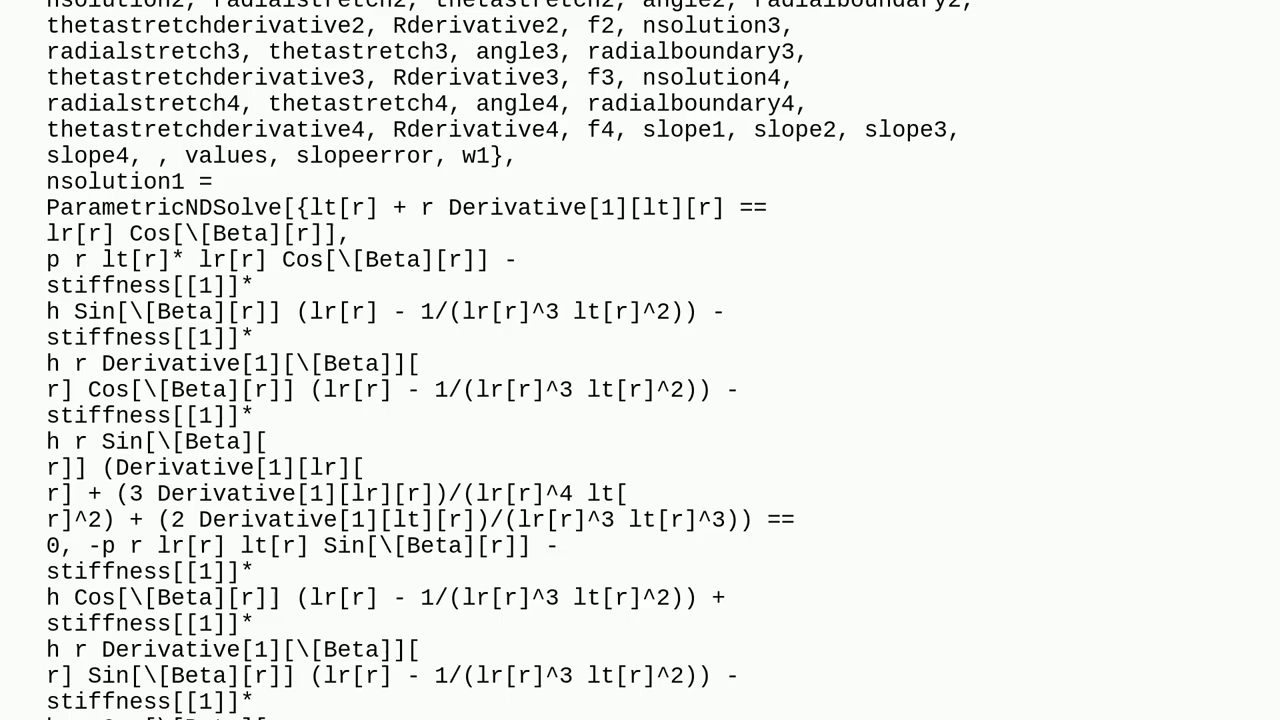 nsolution2, radialstretch2, thetastretch2, angle2, radialboundary2,
thetastretchderivative2, Rderivative2, f2, nsolution3,
radialstretch3, thetastretch3, angle3, radialboundary3,
thetastretchderivative3, Rderivative3, f3, nsolution4,
radialstretch4, thetastretch4, angle4, radialboundary4,
thetastretchderivative4, Rderivative4, f4, slope1, slope2, slope3,
slope4, , values, slopeerror, w1},
nsolution1 =
ParametricNDSolve[{lt[r] + r Derivative[1][lt][r] ==
lr[r] Cos[\[Beta][r]],
p r lt[r]* lr[r] Cos[\[Beta][r]] -
stiffness[[1]]*
h Sin[\[Beta][r]] (lr[r] - 1/(lr[r]^3 lt[r]^2)) -
stiffness[[1]]*
h r Derivative[1][\[Beta]][
r] Cos[\[Beta][r]] (lr[r] - 1/(lr[r]^3 lt[r]^2)) -
stiffness[[1]]*
h r Sin[\[Beta][
r]] (Derivative[1][lr][
r] + (3 Derivative[1][lr][r])/(lr[r]^4 lt[
r]^2) + (2 Derivative[1][lt][r])/(lr[r]^3 lt[r]^3)) ==
0, -p r lr[r] lt[r] Sin[\[Beta][r]] -
stiffness[[1]]*
h Cos[\[Beta][r]] (lr[r] - 1/(lr[r]^3 lt[r]^2)) +
stiffness[[1]]*
h r Derivative[1][\[Beta]][
r] Sin[\[Beta][r]] (lr[r] - 1/(lr[r]^3 lt[r]^2)) -
stiffness[[1]]*